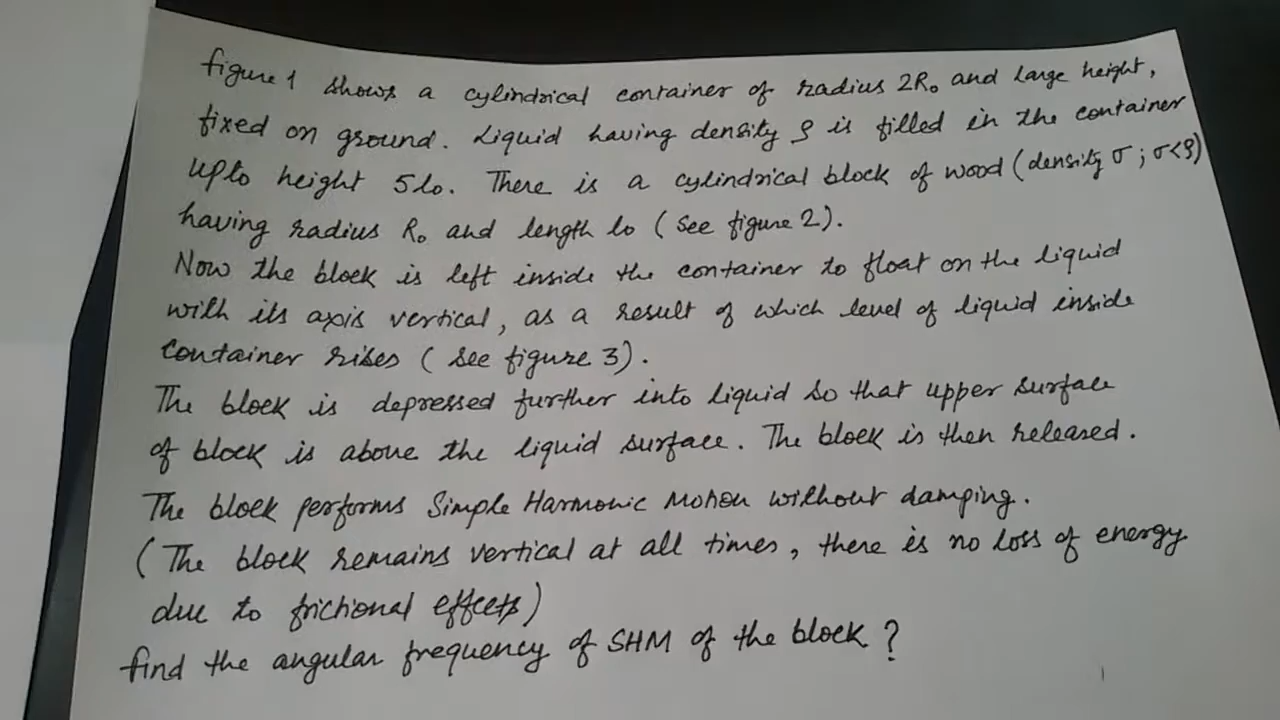 figure 1 shows a cylindrical container of radius 2R₀ and large height,
fixed on ground. Liquid having density ρ is filled in the container
upto height 5l₀. There is a cylindrical block of wood (density σ ; σ<ρ)
having radius R₀ and length l₀ (see figure 2).
Now the block is left inside the container to float on the liquid
with its axis vertical, as a result of which level of liquid inside
container rises ( see figure 3).
The block is depressed further into liquid so that upper surface
of block is above the liquid surface. The block is then released.
The block performs Simple Harmonic Motion without damping.
(The block remains vertical at all times, there is no loss of energy
due to frictional effects)
find the angular frequency of SHM of the block ?